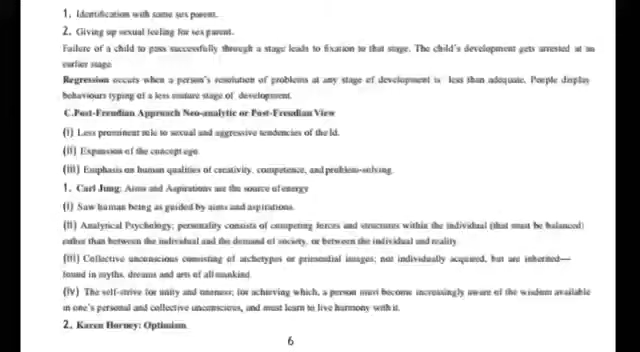 1. Identification with same sex parent.
2. Giving up sexual feeling for sex parent.
Failure of a child to pass successfully through a stage leads to fixation to that stage. The child's development gets arrested at an
earlier stage.
Regression occurs when a person's resolution of problems at any stage of development is less than adequate. People display
behaviours typing of a less mature stage of development.
C.Post-Freudian Approach Neo-analytic or Post-Freudian View
(i) Less prominent role to sexual and aggressive tendencies of the Id.
(ii) Expansion of the concept ego.
(iii) Emphasis on human qualities of creativity, competence, and problem-solving.
1. Carl Jung: Aims and Aspirations are the source of energy
(i) Saw human being as guided by aims and aspirations.
(ii) Analytical Psychology; personality consists of competing forces and structures within the individual (that must be balanced)
rather than between the individual and the demand of society, or between the individual and reality.
(iii) Collective unconscious consisting of archetypes or primordial images; not individually acquired, but are inherited—
found in myths, dreams and arts of all mankind.
(iv) The self-strive for unity and oneness; for achieving which, a person must become increasingly aware of the wisdom available
in one's personal and collective unconscious, and must learn to live harmony with it.
2. Karen Horney: Optimism
6